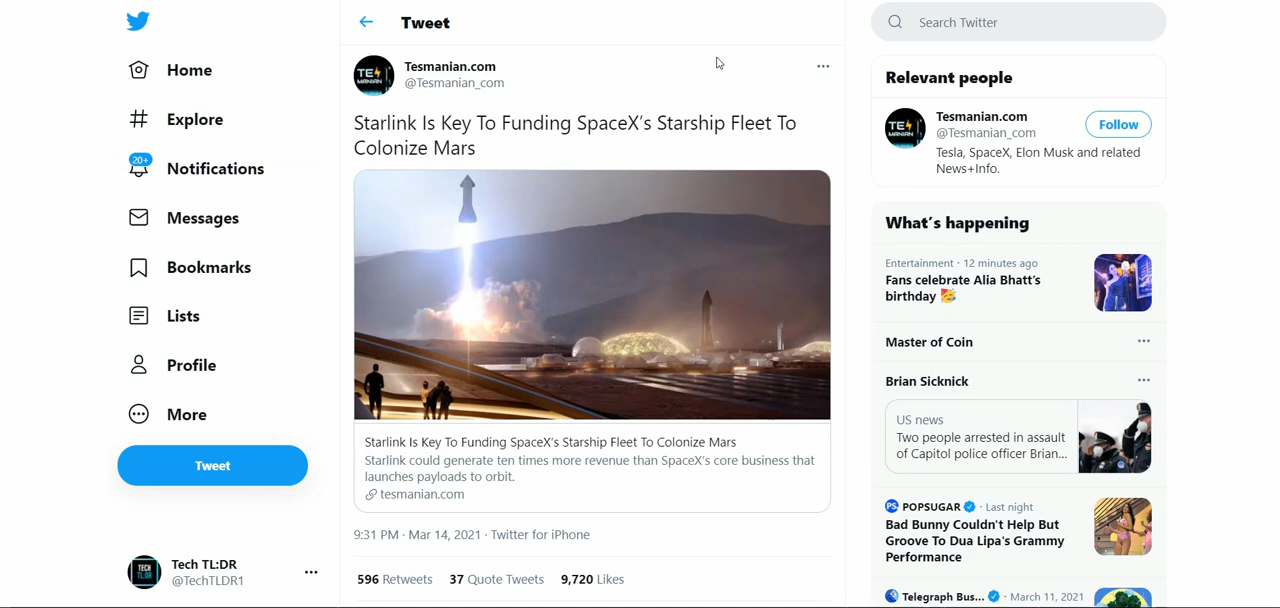 Tweet
Home
Explore
20+
Notifications
Messages
Bookmarks
Lists
Profile
More
Tweet
Tech TL:DR
@TechTLDR1
TESMANIAN
Tesmanian.com
@Tesmanian_com
Starlink Is Key To Funding SpaceX's Starship Fleet To
Colonize Mars
Starlink Is Key To Funding SpaceX's Starship Fleet To Colonize Mars
Starlink could generate ten times more revenue than SpaceX's core business that
launches payloads to orbit.
tesmanian.com
9:31 PM · Mar 14, 2021 · Twitter for iPhone
596 Retweets 37 Quote Tweets 9,720 Likes
Search Twitter
Relevant people
Tesmanian.com
@Tesmanian_com
Follow
Tesla, SpaceX, Elon Musk and related
News+Info.
What's happening
Entertainment · 12 minutes ago
Fans celebrate Alia Bhatt's
birthday 🥳
Master of Coin
Brian Sicknick
US news
Two people arrested in assault
of Capitol police officer Brian...
POPSUGAR · Last night
Bad Bunny Couldn't Help But
Groove To Dua Lipa's Grammy
Performance
Telegraph Bus... · March 11, 2021